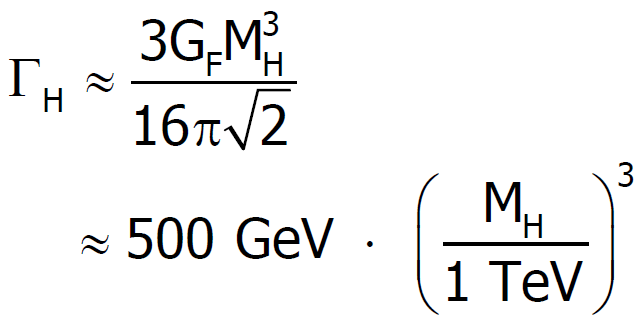 Γ_H ≈ 3G_F M_H^3 / 16π√2
≈ 500 GeV · (M_H / 1 TeV)^3